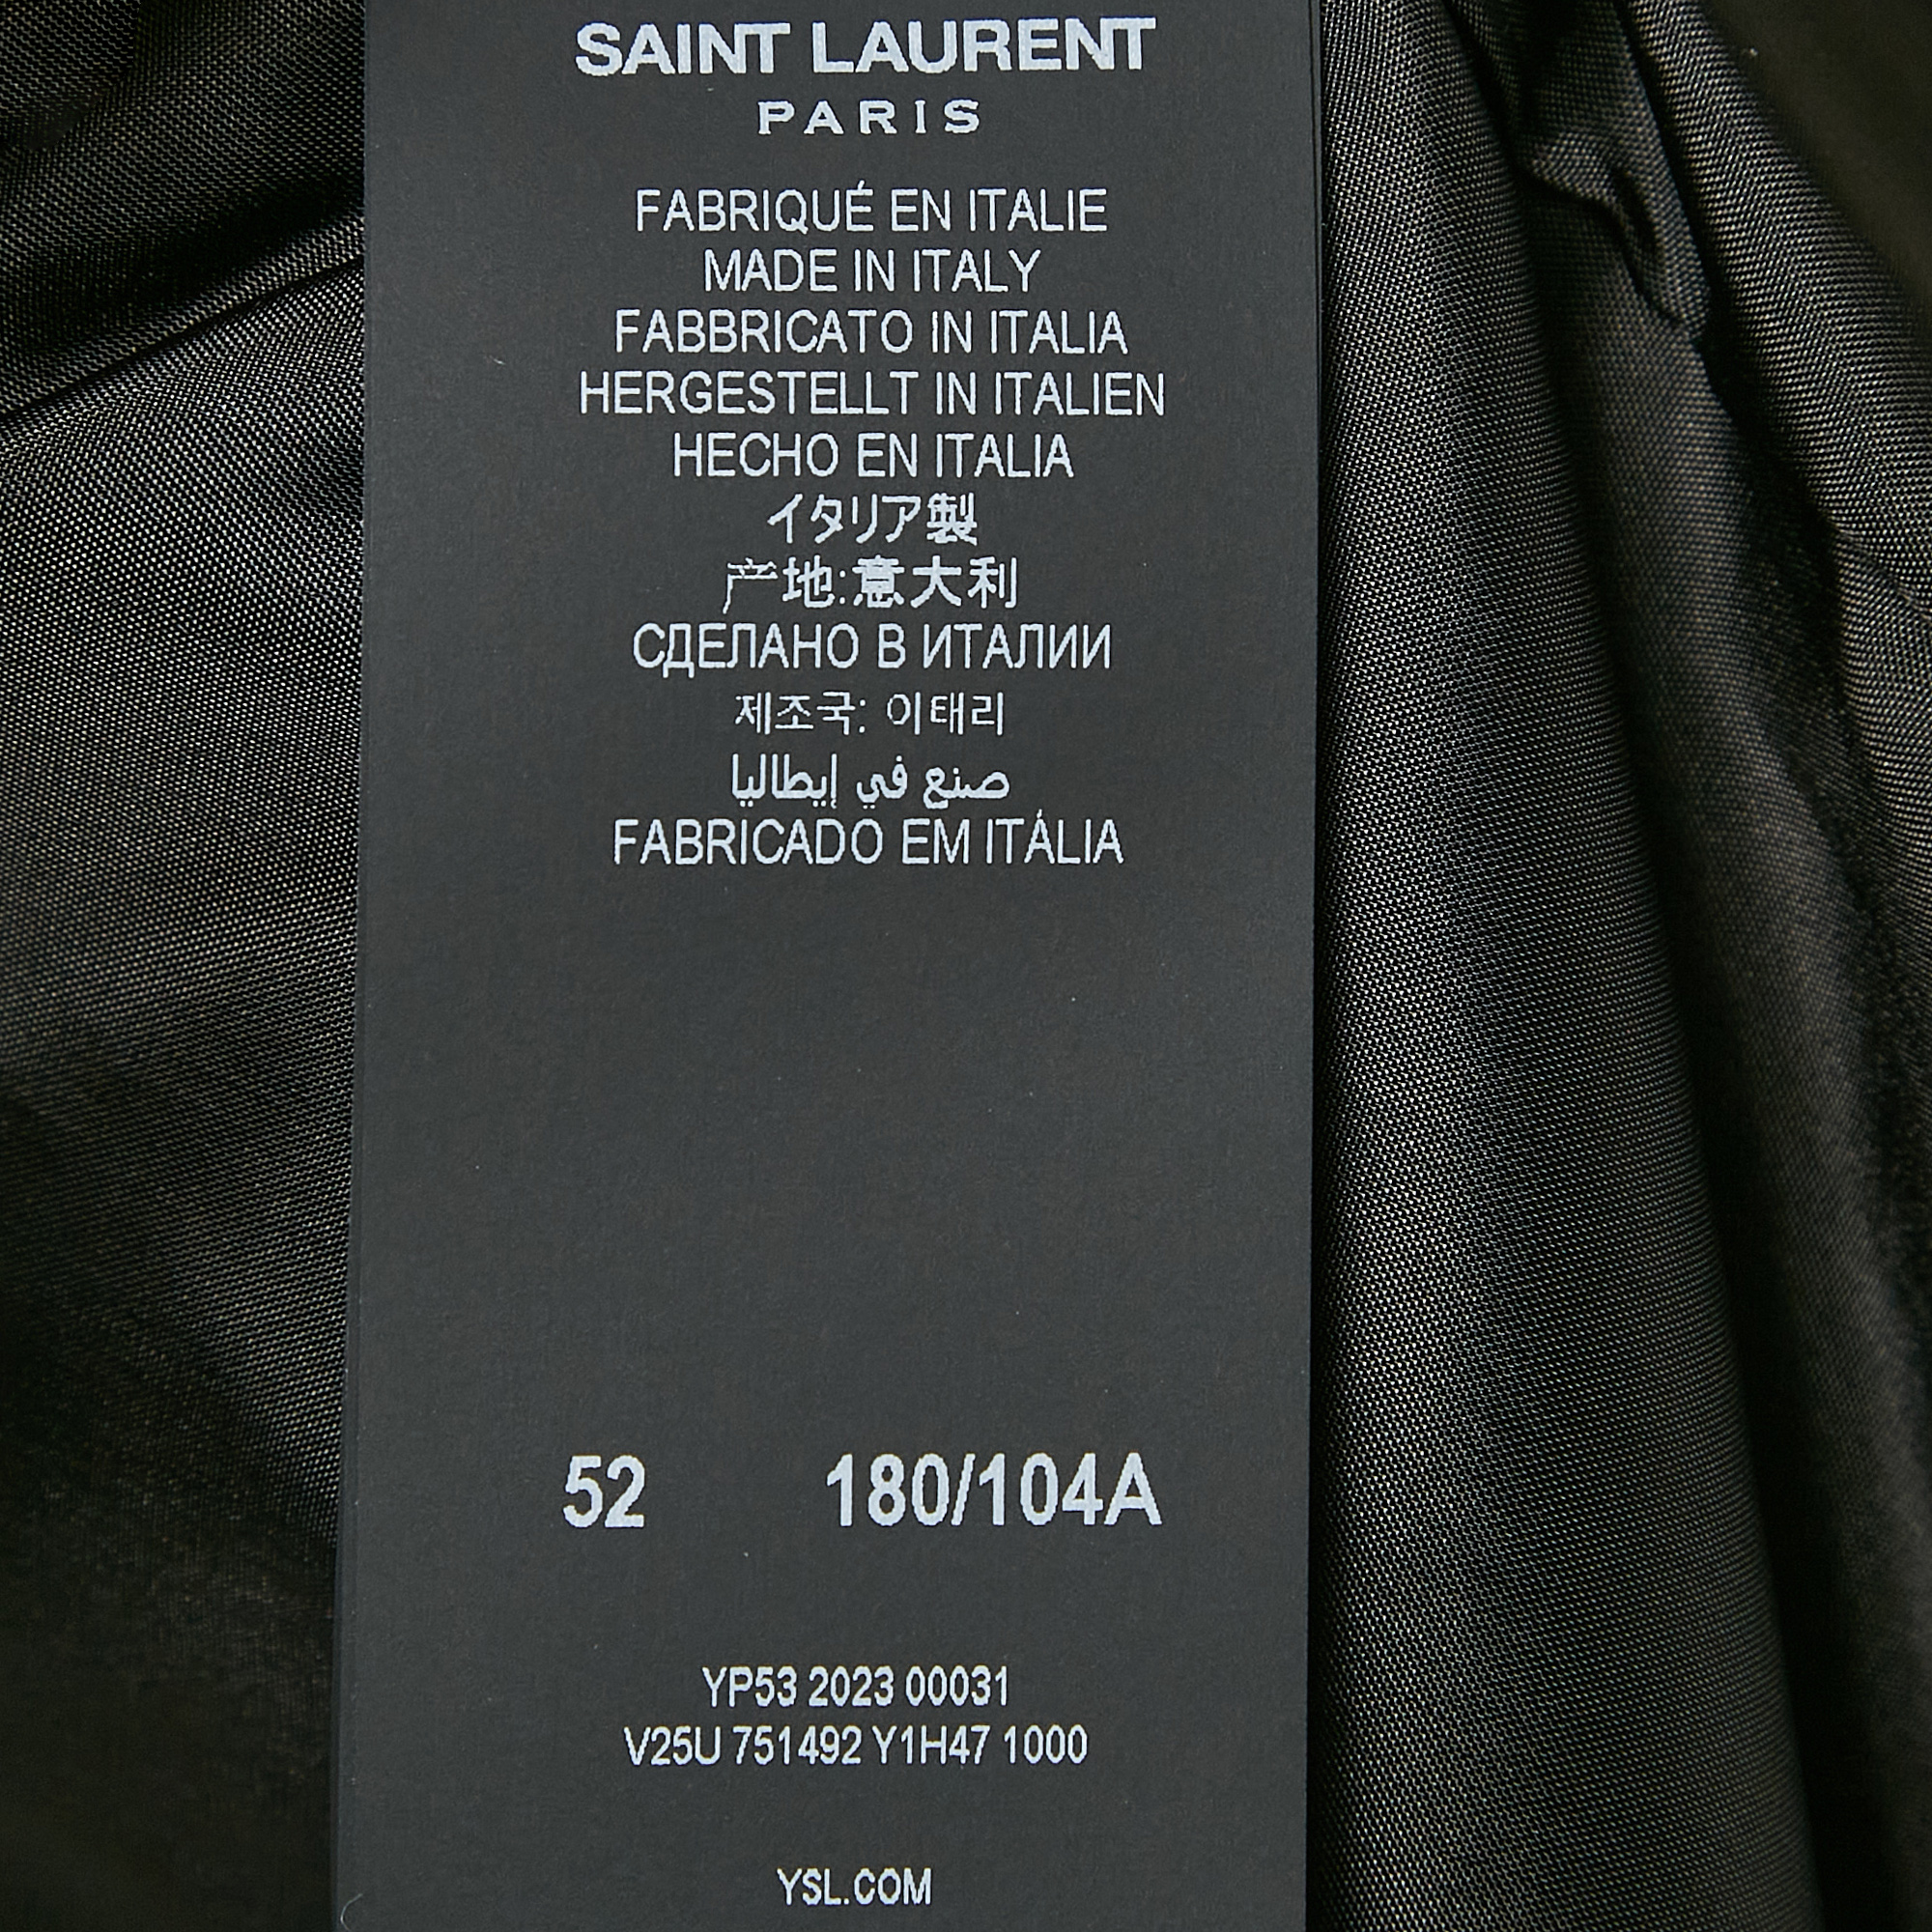 SAINT LAURENT
PARIS
FABRIQUÉ EN ITALIE
MADE IN ITALY
FABBRICATO IN ITALIA
HERGESTELLT IN ITALIEN
HECHO EN ITALIA
イタリア製
产地:意大利
СДЕЛАНО В ИТАЛИИ
제조국: 이태리
صنع في إيطاليا
FABRICADO EM ITÁLIA
52 180/104A
YP53 2023 00031
V25U 751492 Y1H47 1000
YSL.COM